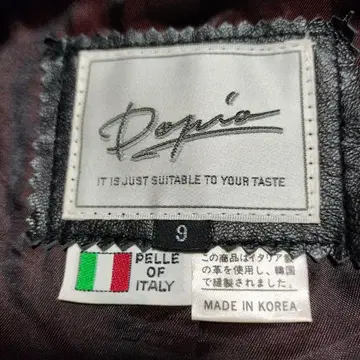 Dopio
IT IS JUST SUITABLE TO YOUR TASTE
9
PELLE
OF
ITALY
この商品はイタリア製
の革を使用し、韓国
で縫製されました。
MADE IN KOREA